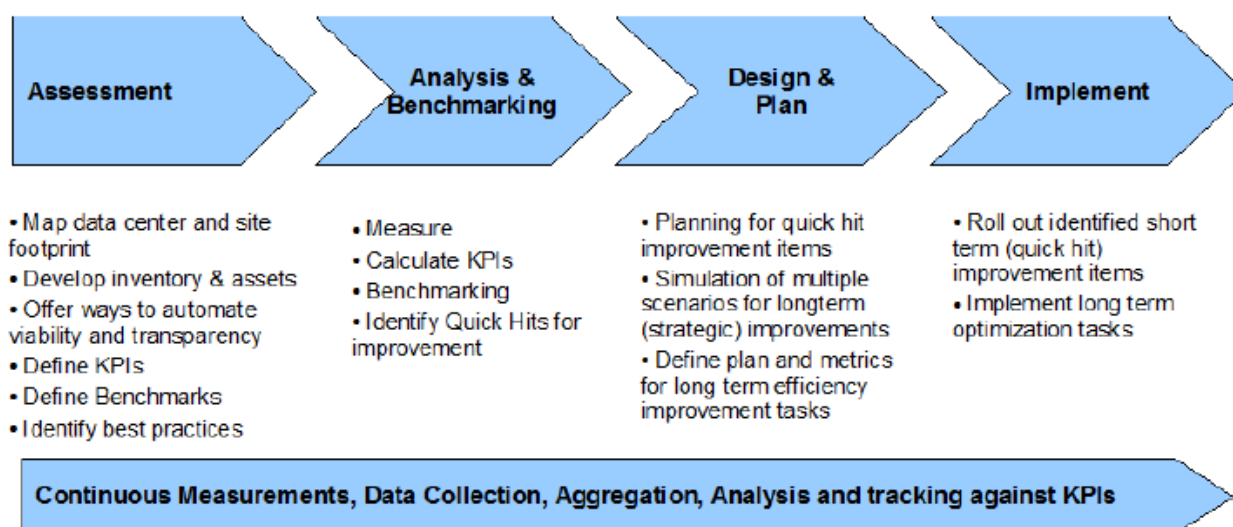 Assessment
Analysis &
Benchmarking
Design &
Plan
Implement
• Map data center and site
footprint
• Develop inventory & assets
• Offer ways to automate
viability and transparency
• Define KPIs
• Define Benchmarks
• Identify best practices
• Measure
• Calculate KPIs
• Benchmarking
• Identify Quick Hits for
improvement
• Planning for quick hit
improvement items
• Simulation of multiple
scenarios for longterm
(strategic) improvements
• Define plan and metrics
for long term efficiency
improvement tasks
• Roll out identified short
term (quick hit)
improvement items
• Implement long term
optimization tasks
Continuous Measurements, Data Collection, Aggregation, Analysis and tracking against KPIs